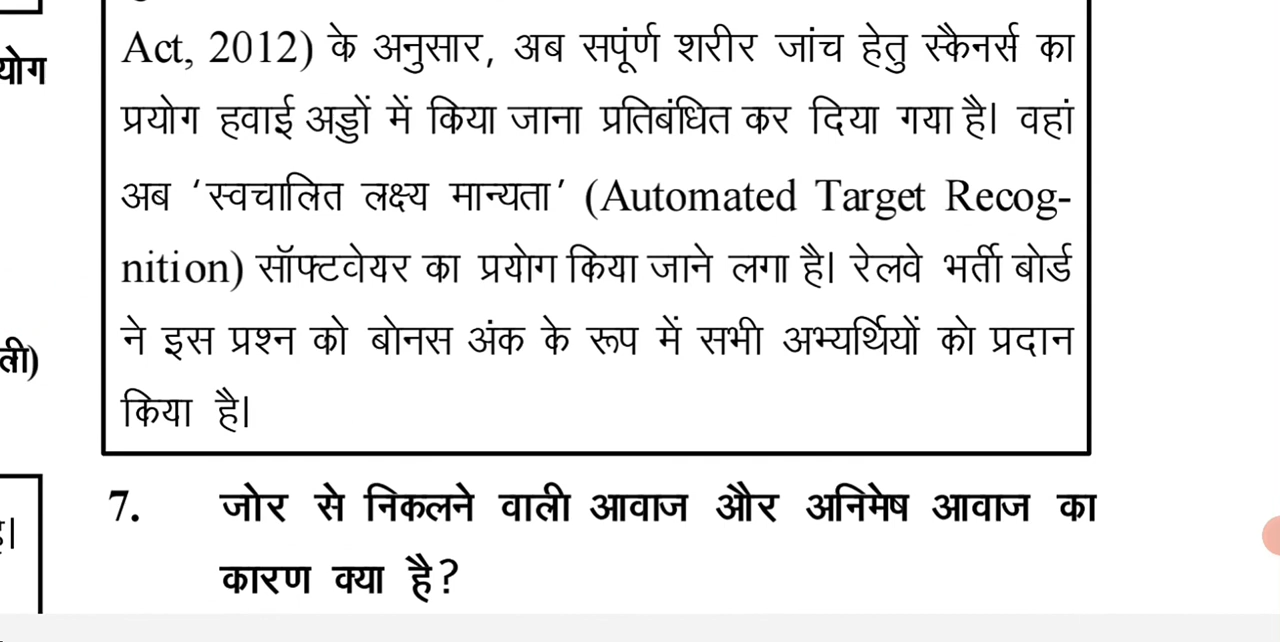 योग
ती)
Act, 2012) के अनुसार, अब सपूंर्ण शरीर जांच हेतु स्कैनर्स का
प्रयोग हवाई अड्डों में किया जाना प्रतिबंधित कर दिया गया है। वहां
अब ‘स्वचालित लक्ष्य मान्यता’ (Automated Target Recog-
nition) सॉफ्टवेयर का प्रयोग किया जाने लगा है। रेलवे भर्ती बोर्ड
ने इस प्रश्न को बोनस अंक के रूप में सभी अभ्यर्थियों को प्रदान
किया है।
7. जोर से निकलने वाली आवाज और अनिमेष आवाज का
कारण क्या है?